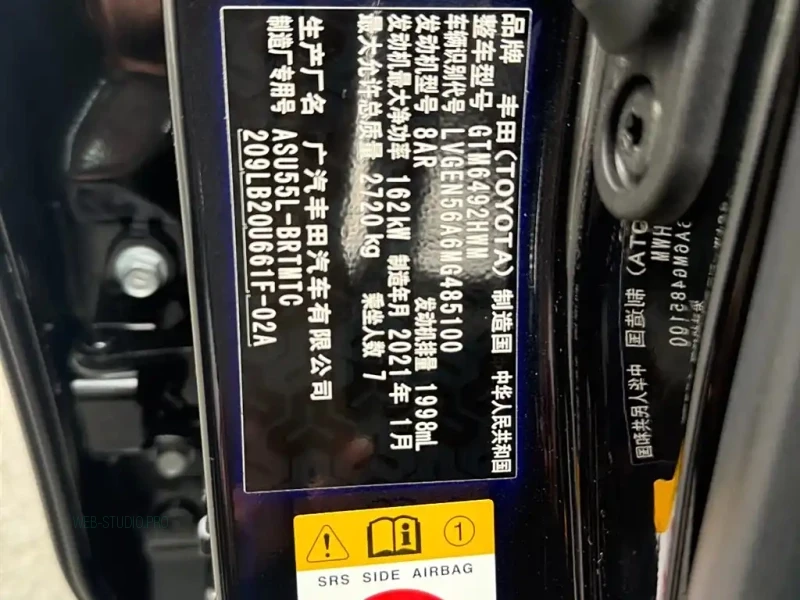 品牌 丰田(TOYOTA) 制造国 中华人民共和国
整车型号 GTM6492HWM
车辆识别代号 LVGEN56A6MG485100
发动机型号 8AR 发动机排量 1998mL
发动机最大净功率 162kW 制造年月 2021年1月
最大允许总质量 2720kg 乘坐人数 7
生产厂名 广汽丰田汽车有限公司
制造厂专用号 ASU55L-BRTMTC
209LB20U661F-02A
1
SRS SIDE AIRBAG
WEB-STUDIO.PRO